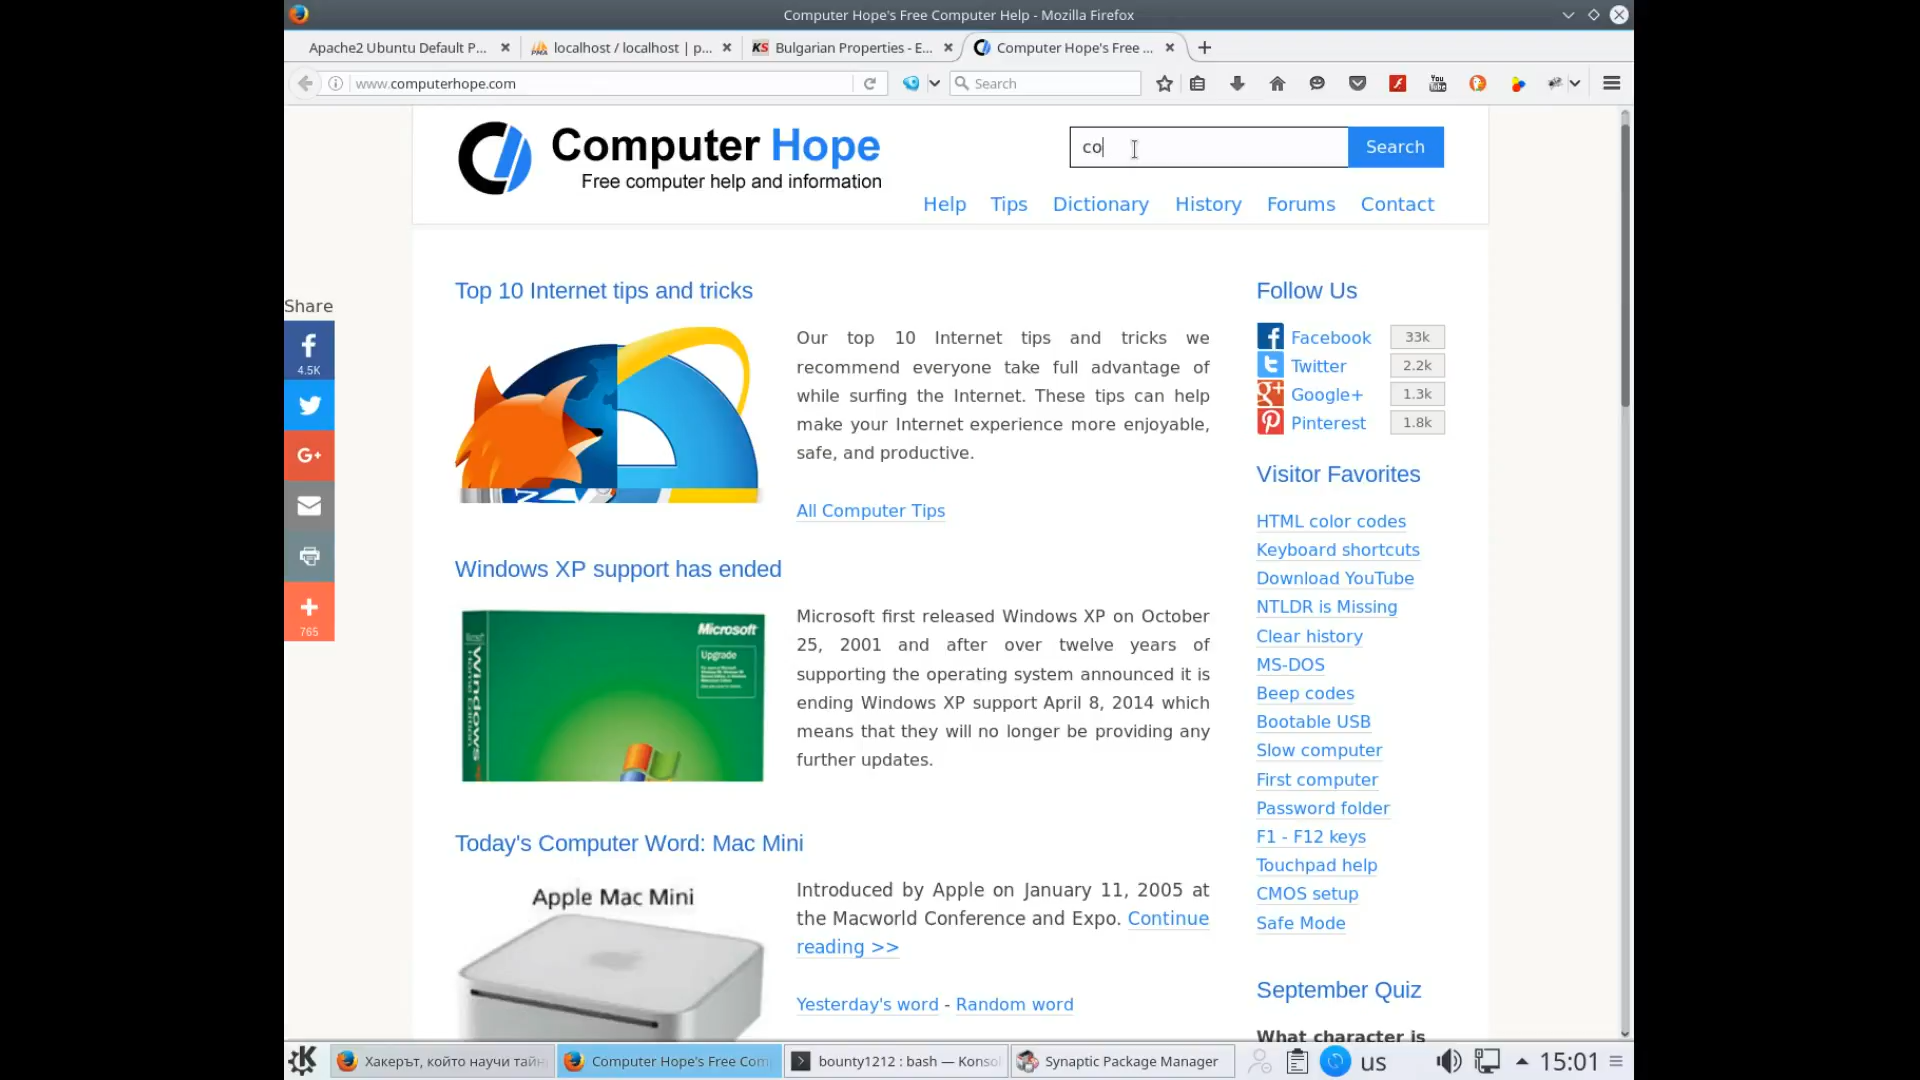 Computer Hope's Free Computer Help - Mozilla Firefox
Apache2 Ubuntu Default P...
localhost / localhost | p...
KS Bulgarian Properties - E...
Computer Hope's Free ...
www.computerhope.com
Search
Computer Hope
Free computer help and information
co
Search
Help
Tips
Dictionary
History
Forums
Contact
Share
4.5K
G+
765
Top 10 Internet tips and tricks
Our top 10 Internet tips and tricks we
recommend everyone take full advantage of
while surfing the Internet. These tips can help
make your Internet experience more enjoyable,
safe, and productive.
All Computer Tips
Windows XP support has ended
Microsoft
Upgrade
Windows
Microsoft first released Windows XP on October
25, 2001 and after over twelve years of
supporting the operating system announced it is
ending Windows XP support April 8, 2014 which
means that they will no longer be providing any
further updates.
Today's Computer Word: Mac Mini
Apple Mac Mini
Introduced by Apple on January 11, 2005 at
the Macworld Conference and Expo. Continue
reading >>
Yesterday's word - Random word
Follow Us
Facebook 33k
Twitter 2.2k
Google+ 1.3k
Pinterest 1.8k
Visitor Favorites
HTML color codes
Keyboard shortcuts
Download YouTube
NTLDR is Missing
Clear history
MS-DOS
Beep codes
Bootable USB
Slow computer
First computer
Password folder
F1 - F12 keys
Touchpad help
CMOS setup
Safe Mode
September Quiz
What character is
Хакерът, който научи тайн
Computer Hope's Free Com
bounty1212 : bash — Konsol
Synaptic Package Manager
us
15:01